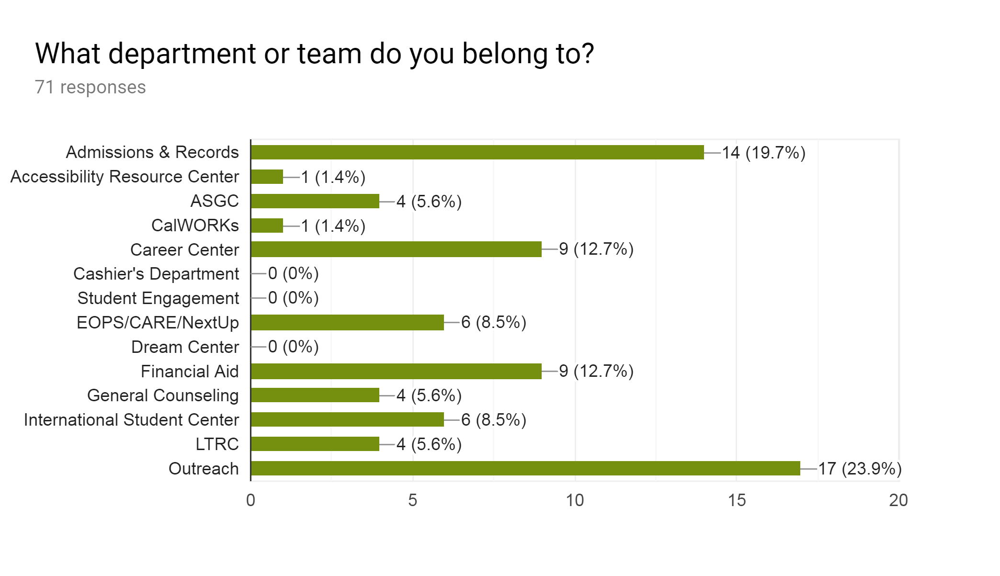 What department or team do you belong to?
71 responses
Admissions & Records 14 (19.7%)
Accessibility Resource Center 1 (1.4%)
ASGC 4 (5.6%)
CalWORKs 1 (1.4%)
Career Center 9 (12.7%)
Cashier's Department 0 (0%)
Student Engagement 0 (0%)
EOPS/CARE/NextUp 6 (8.5%)
Dream Center 0 (0%)
Financial Aid 9 (12.7%)
General Counseling 4 (5.6%)
International Student Center 6 (8.5%)
LTRC 4 (5.6%)
Outreach 17 (23.9%)
0 5 10 15 20